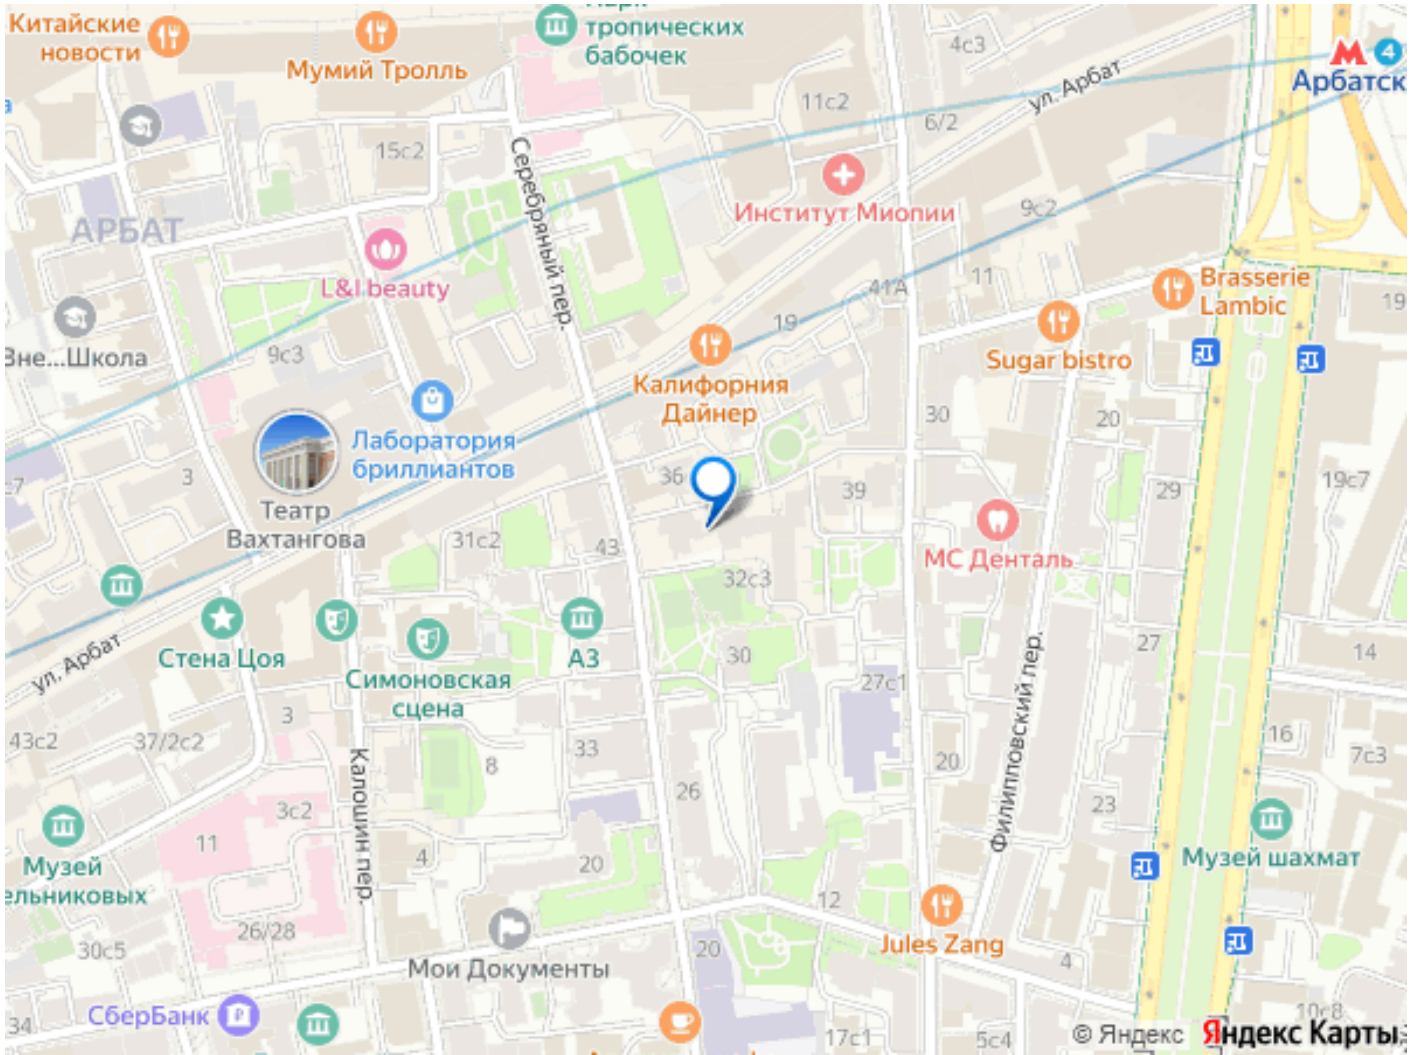 Китайские
новости
Мумий Тролль
тропических
бабочек
4с3
4
Арбатск
ул. Арбат
11с2
6/2
15с2
Серебряный пер.
Институт Миопии
9с2
АРБАТ
L&I beauty
41А
11
Brasserie
Lambic
19
19
Sugar bistro
Вне...Школа
9с3
Калифорния
Дайнер
30
20
Лаборатория
бриллиантов
3
36
39
29
19с7
Театр
Вахтангова
31с2
43
МС Денталь
32с3
ул. Арбат
Стена Цоя
А3
30
27
14
Симоновская
сцена
27с1
Филипповский пер.
3
43с2
37/2с2
33
8
20
16
7с3
Калошин пер.
26
3с2
23
11
4
20
Музей
ельниковых
Музей шахмат
12
26/28
30с5
Мои Документы
20
Jules Zang
4
СберБанк
34
17с1
5с4
10с8
© Яндекс Яндекс Карты